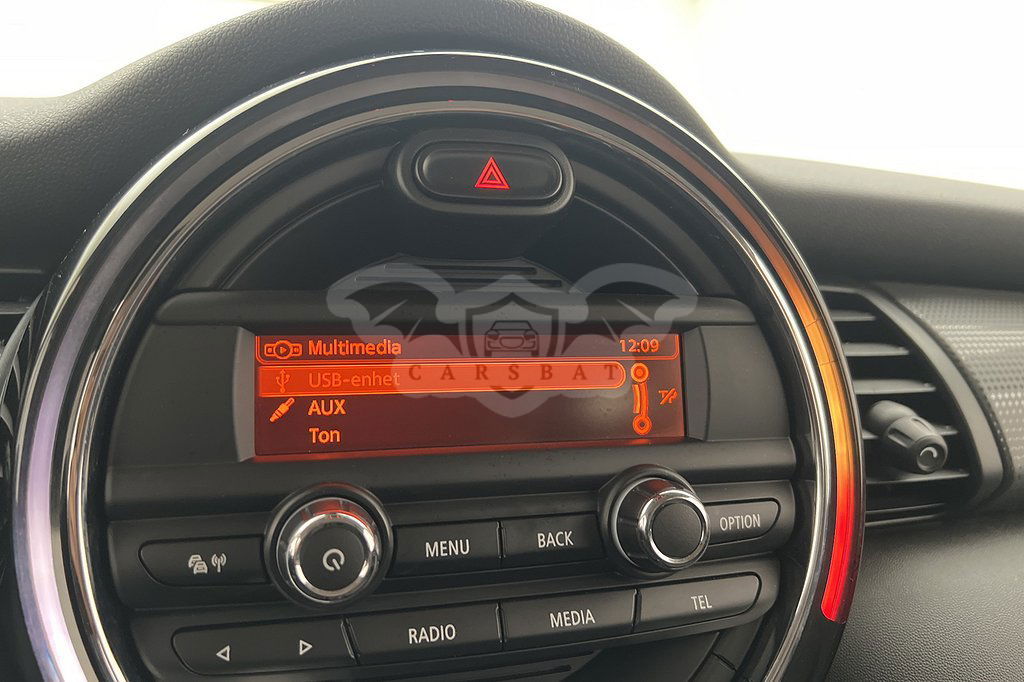 Multimedia 12:09
USB-enhet
CARSBAT
AUX
Ton
MENU BACK OPTION
RADIO MEDIA TEL